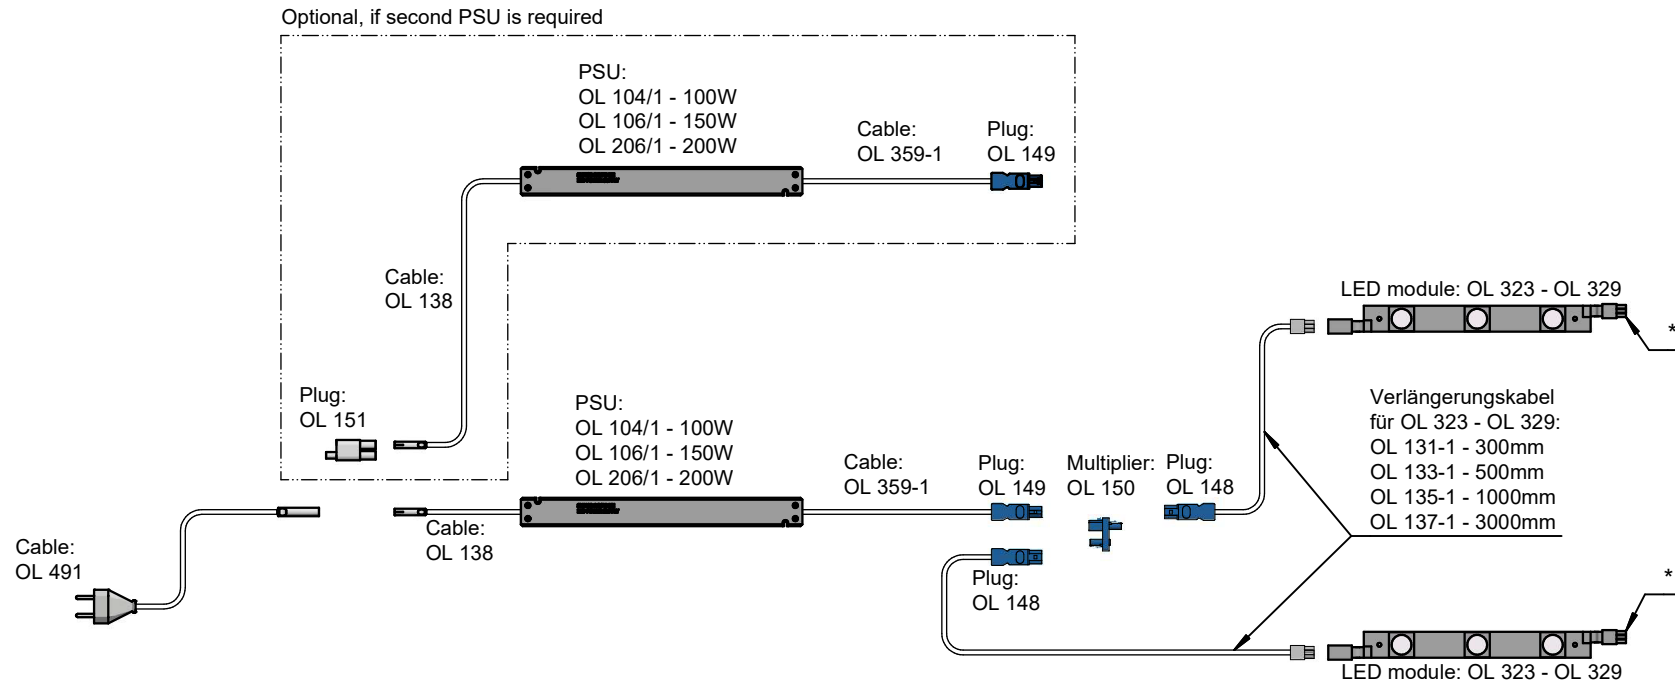 Optional, if second PSU is required
PSU:
OL 104/1 - 100W
OL 106/1 - 150W
OL 206/1 - 200W
Cable:
OL 359-1
Plug:
OL 149
Cable:
OL 138
Plug:
OL 151
LED module: OL 323 - OL 329
*
PSU:
OL 104/1 - 100W
OL 106/1 - 150W
OL 206/1 - 200W
Cable:
OL 359-1
Plug:
OL 149
Multiplier:
OL 150
Plug:
OL 148
Verlängerungskabel
für OL 323 - OL 329:
OL 131-1 - 300mm
OL 133-1 - 500mm
OL 135-1 - 1000mm
OL 137-1 - 3000mm
Cable:
OL 491
Cable:
OL 138
Plug:
OL 148
*
LED module: OL 323 - OL 329